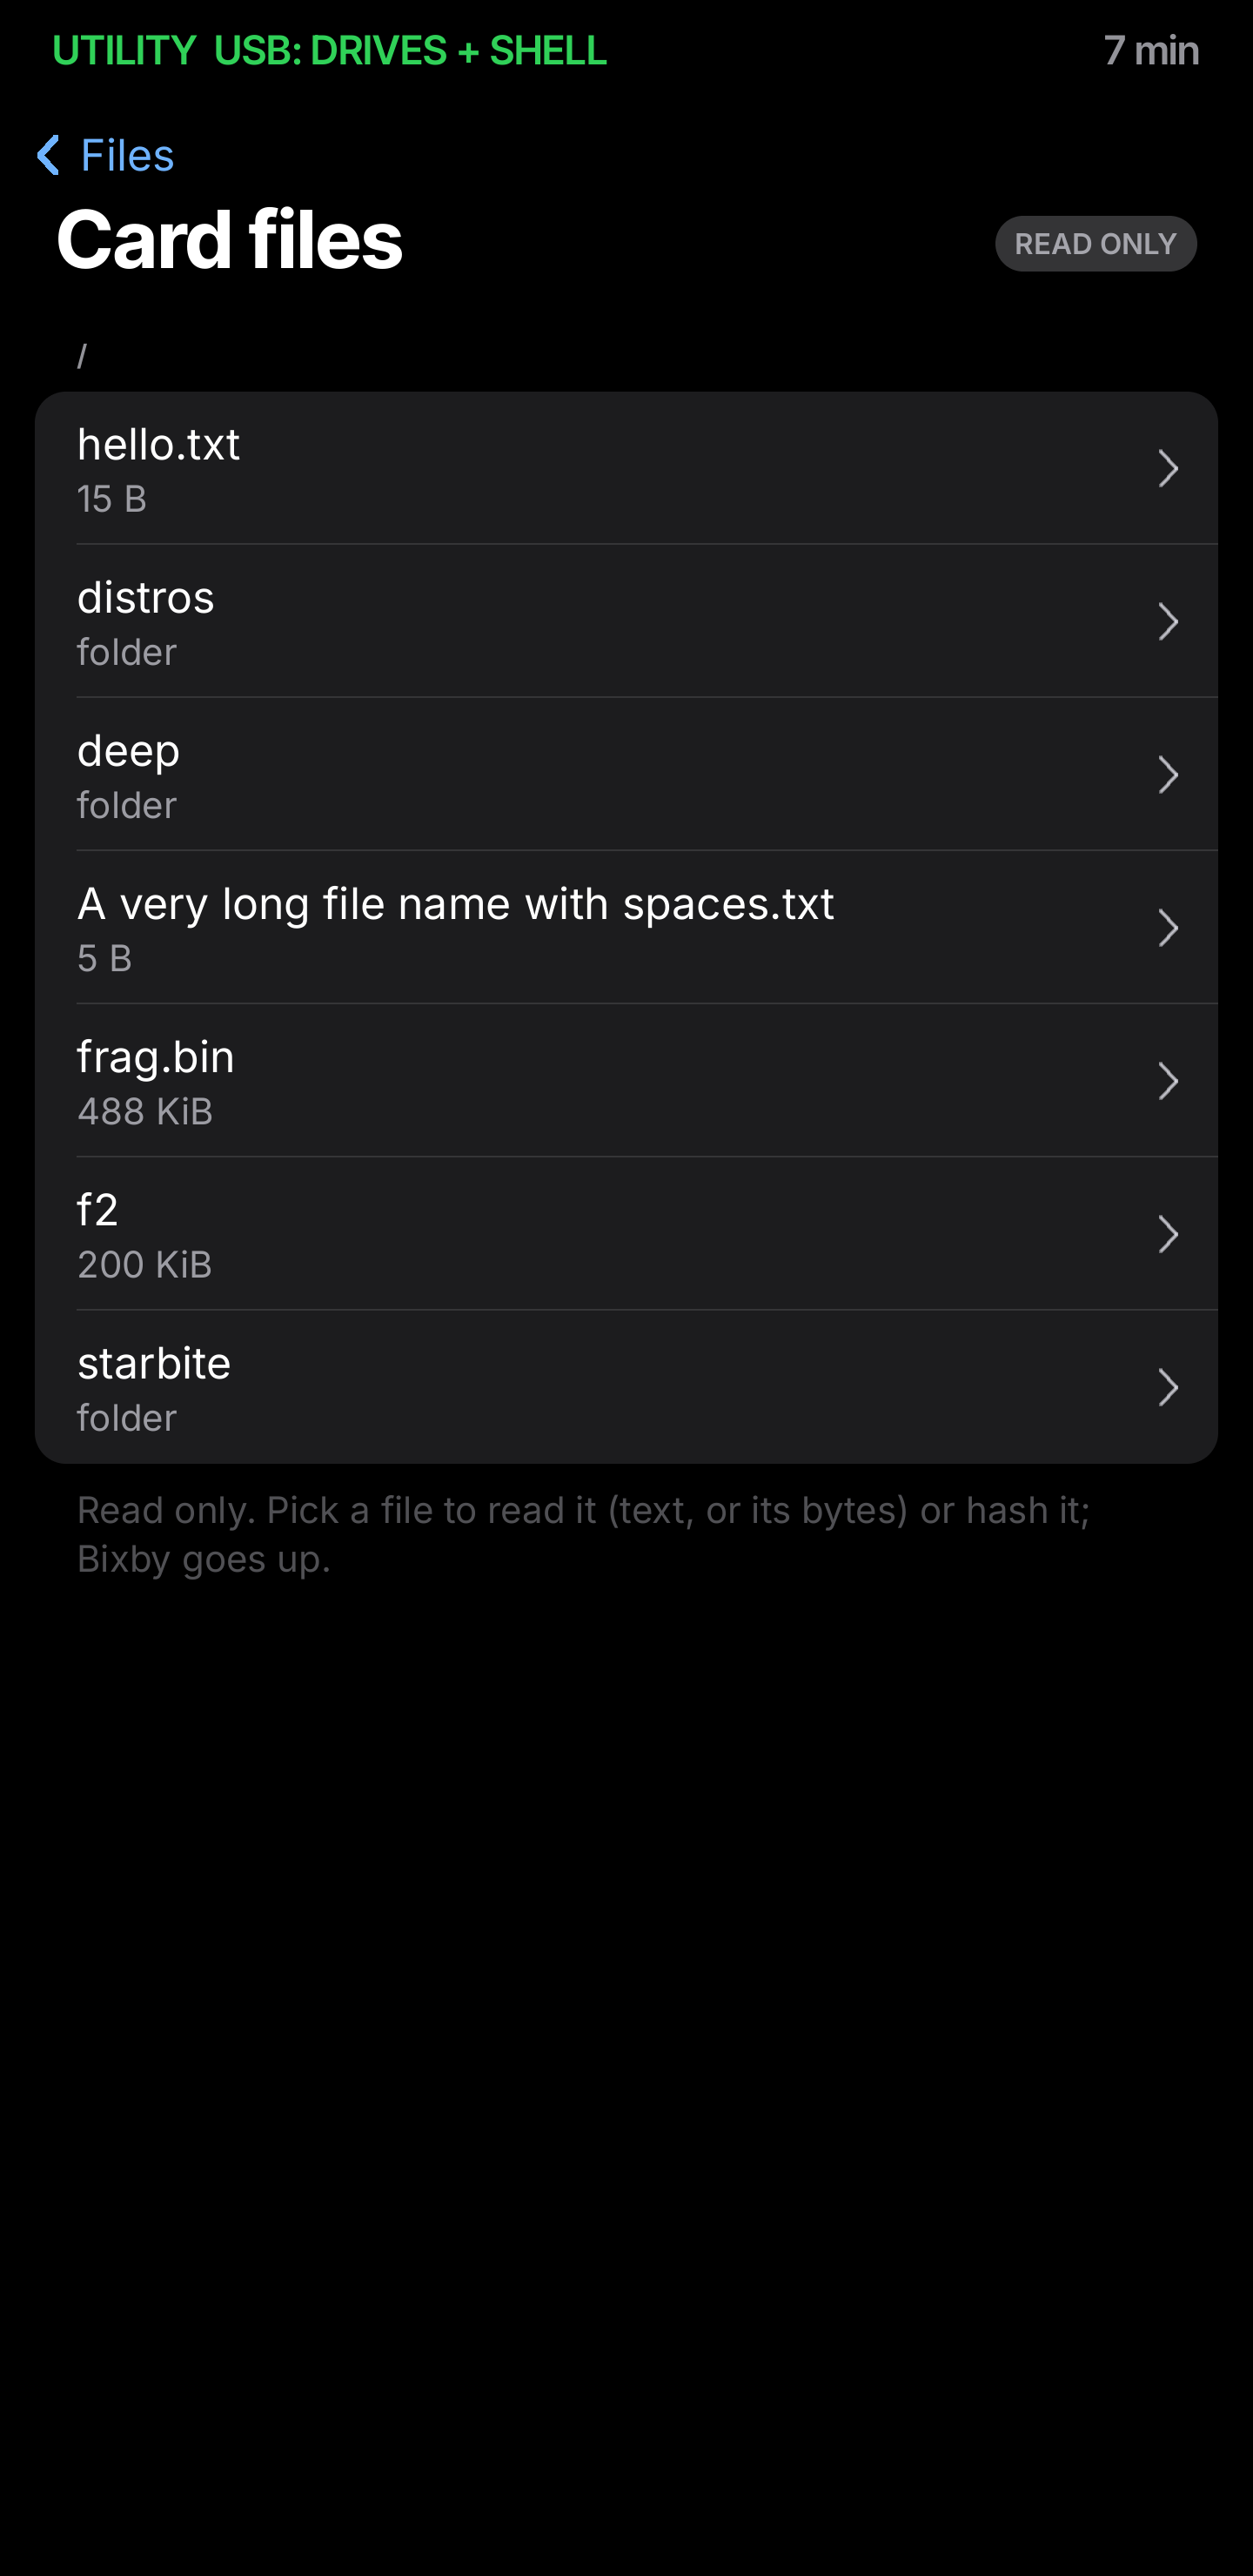 UTILITY USB: DRIVES + SHELL
7 min
Files
Card files
READ ONLY
/
hello.txt
15 B
distros
folder
deep
folder
A very long file name with spaces.txt
5 B
frag.bin
488 KiB
f2
200 KiB
starbite
folder
Read only. Pick a file to read it (text, or its bytes) or hash it;
Bixby goes up.